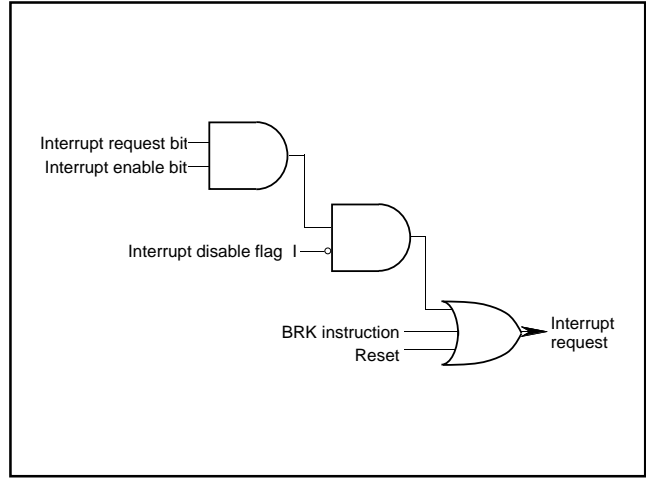 Interrupt request bit
Interrupt enable bit
Interrupt disable flag I
BRK instruction
Reset
Interrupt
request